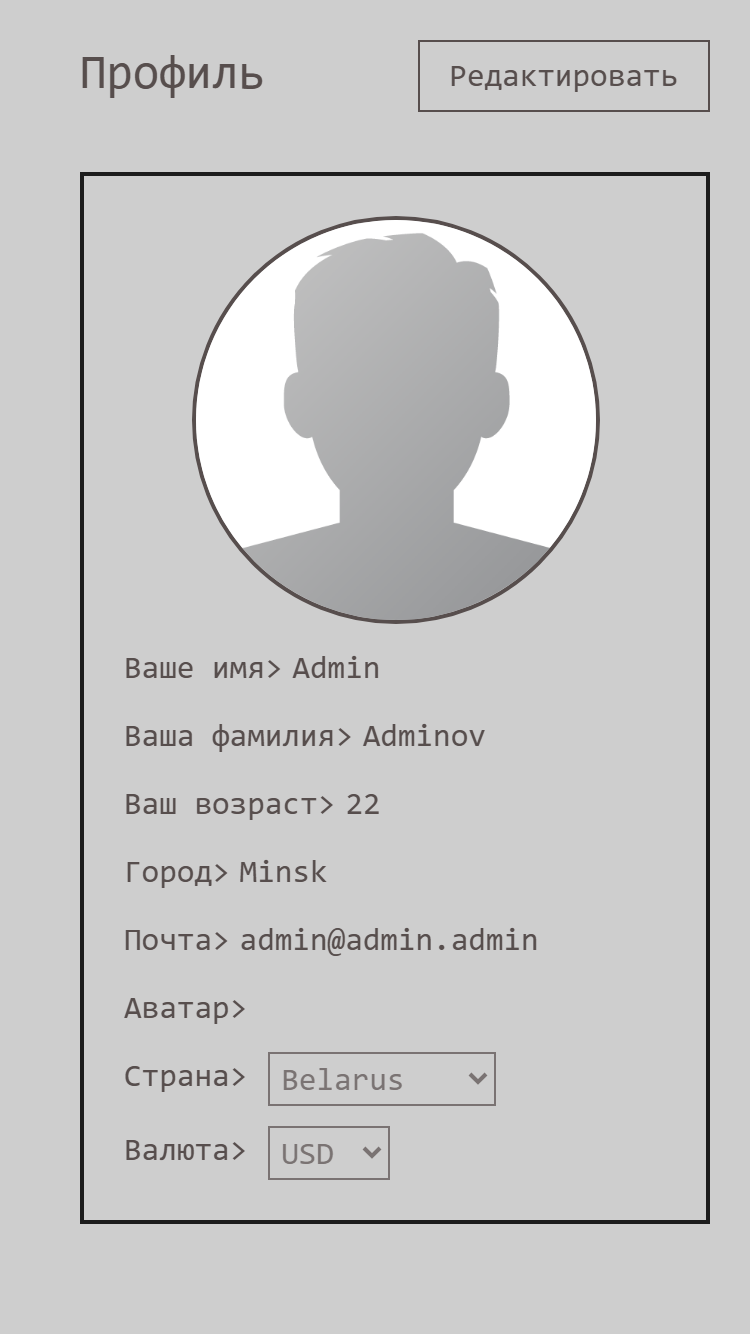 Профиль
Редактировать
Ваше имя> Admin
Ваша фамилия> Adminov
Ваш возраст> 22
Город> Minsk
Почта> admin@admin.admin
Аватар>
Страна> Belarus
Валюта> USD